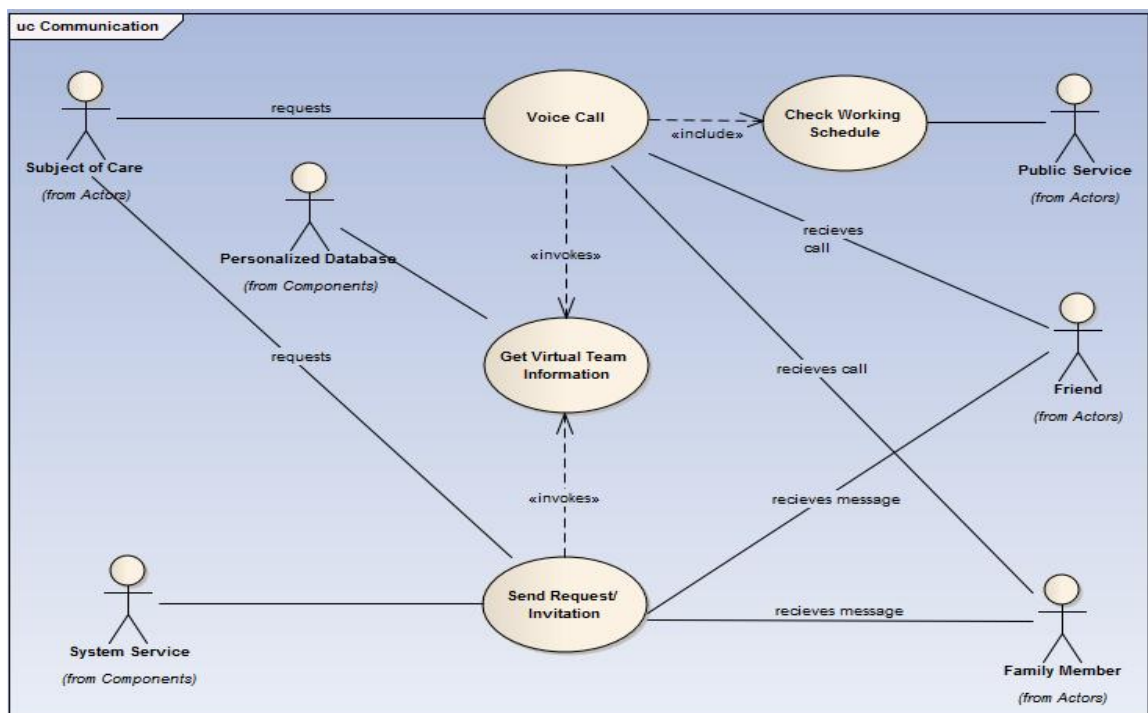 uc Communication
requests
Voice Call
«include»
Check Working
Schedule
Subject of Care
(from Actors)
Public Service
(from Actors)
Personalized Database
(from Components)
«invokes»
recieves
call
requests
Get Virtual Team
Information
recieves call
Friend
(from Actors)
«invokes»
recieves message
Send Request/
Invitation
recieves message
System Service
(from Components)
Family Member
(from Actors)